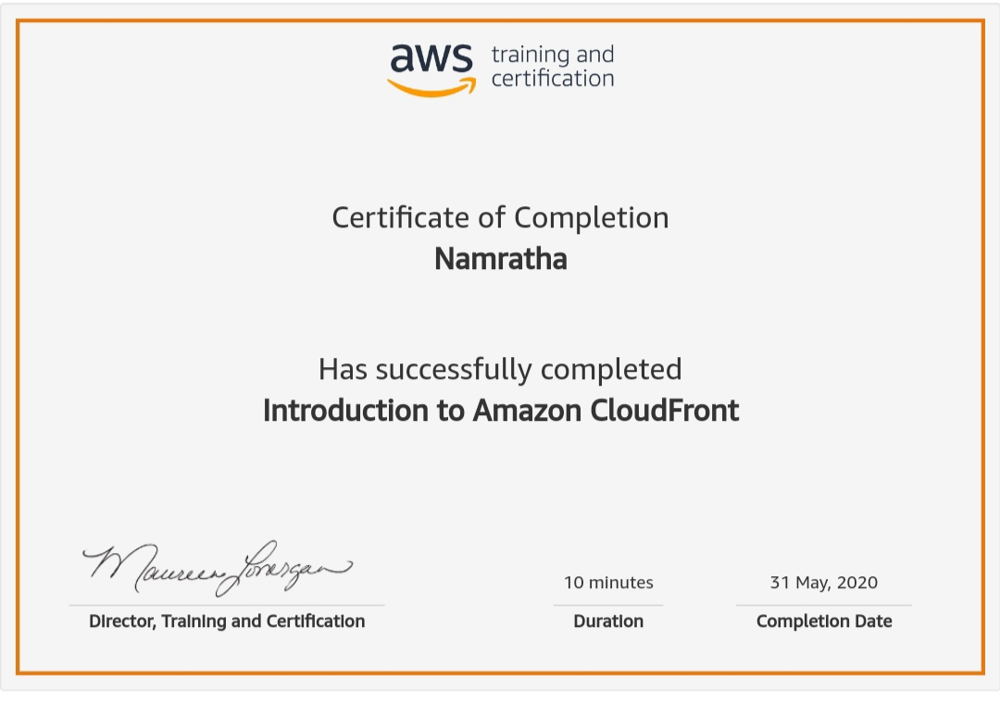 aws training and
certification
Certificate of Completion
Namratha
Has successfully completed
Introduction to Amazon CloudFront
Maureen Lonergan
10 minutes
31 May, 2020
Director, Training and Certification
Duration
Completion Date